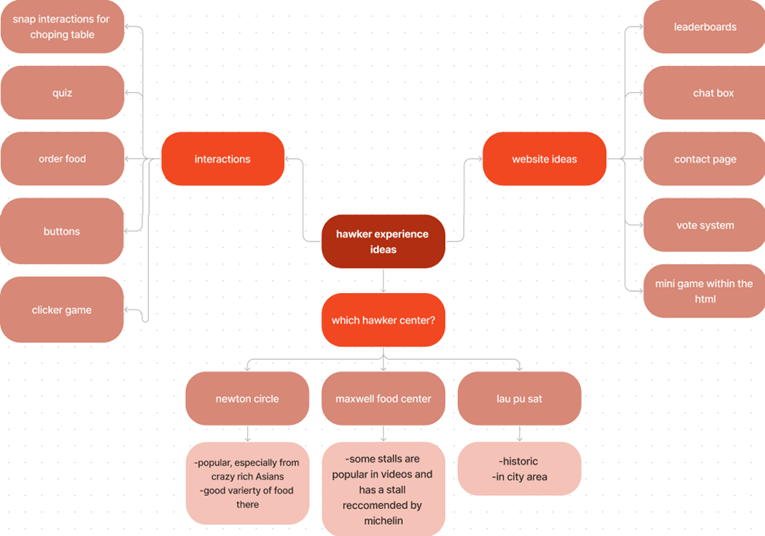 snap interactions for
choping table
quiz
order food
buttons
clicker game
interactions
hawker experience
ideas
website ideas
leaderboards
chat box
contact page
vote system
mini game within the
html
which hawker center?
newton circle
maxwell food center
lau pu sat
-popular, especially from
crazy rich Asians
-good varierty of food
there
-some stalls are
popular in videos and
has a stall
reccomended by
michelin
-historic
-in city area